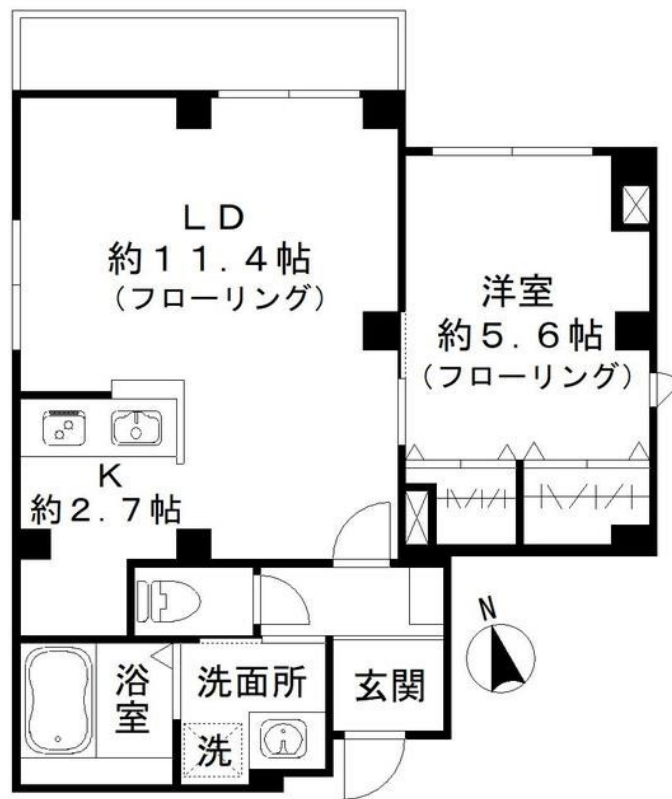 LD
約11.4帖
(フローリング)
洋室
約5.6帖
(フローリング)
K
約2.7帖
N
浴室
洗面所
洗
玄関